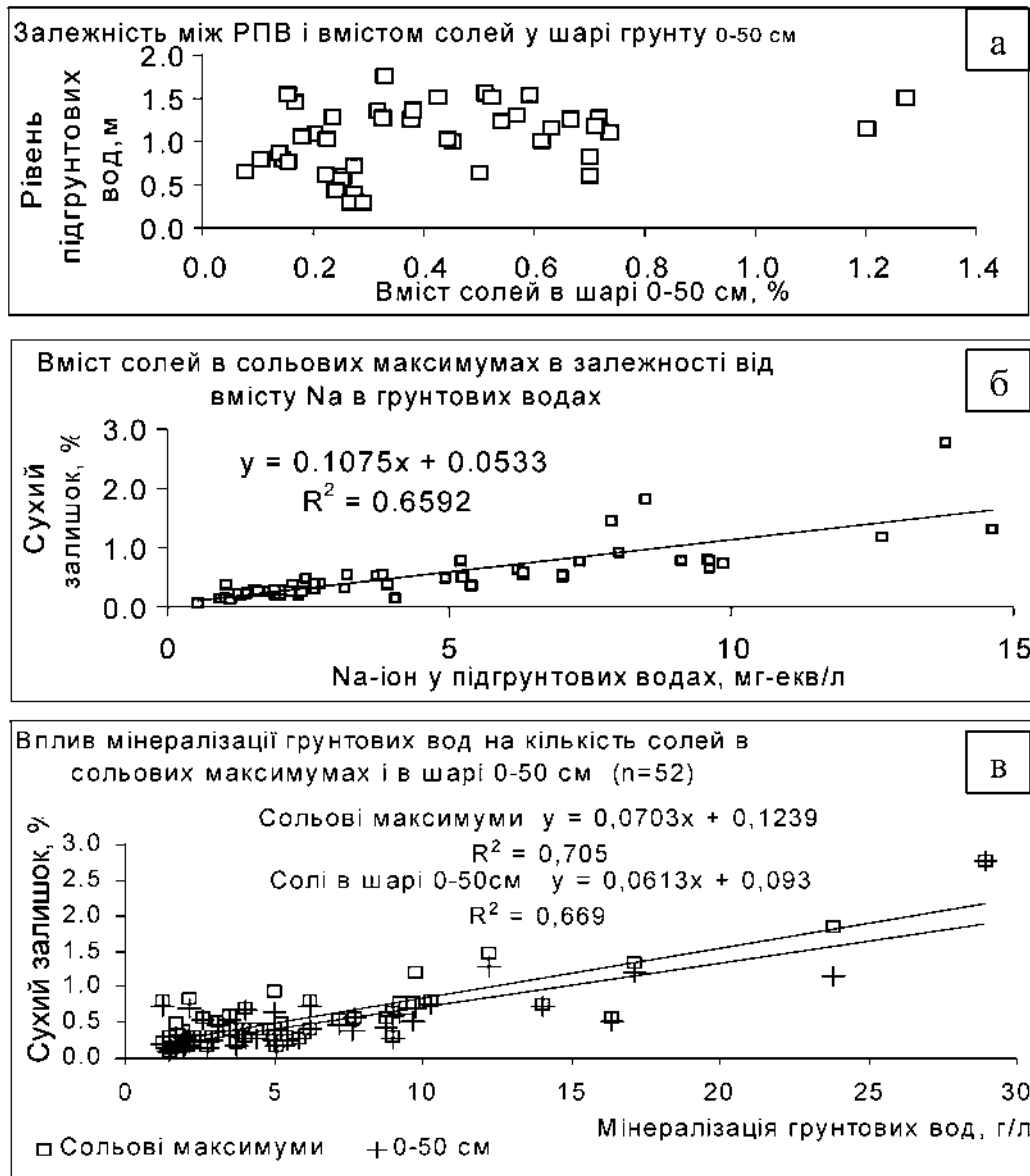 Залежність між РПВ і вмістом солей у шарі грунту 0-50 см
а
Рівень
підгрунтових
вод,м
2.0
1.5
1.0
0.5
0.0
0.0 0.2 0.4 0.6 0.8 1.0 1.2 1.4
Вміст солей в шарі 0-50 см, %
Вміст солей в сольових максимумах в залежності від
вмісту Na в грунтових водах
б
Сухий
залишок, %
3.0
2.0
1.0
0.0
y = 0.1075x + 0.0533
R² = 0.6592
0 5 10 15
Na-іон у підгрунтових водах, мг-екв/л
Вплив мінералізації грунтових вод на кількість солей в
сольових максимумах і в шарі 0-50 см (n=52)
в
Сольові максимуми y = 0,0703x + 0,1239
R² = 0,705
Солі в шарі 0-50см y = 0,0613x + 0,093
R² = 0,669
Сухий залишок, %
3.0
2.5
2.0
1.5
1.0
0.5
0.0
0 5 10 15 20 25 30
Мінералізація грунтових вод, г/л
Сольові максимуми 0-50 см